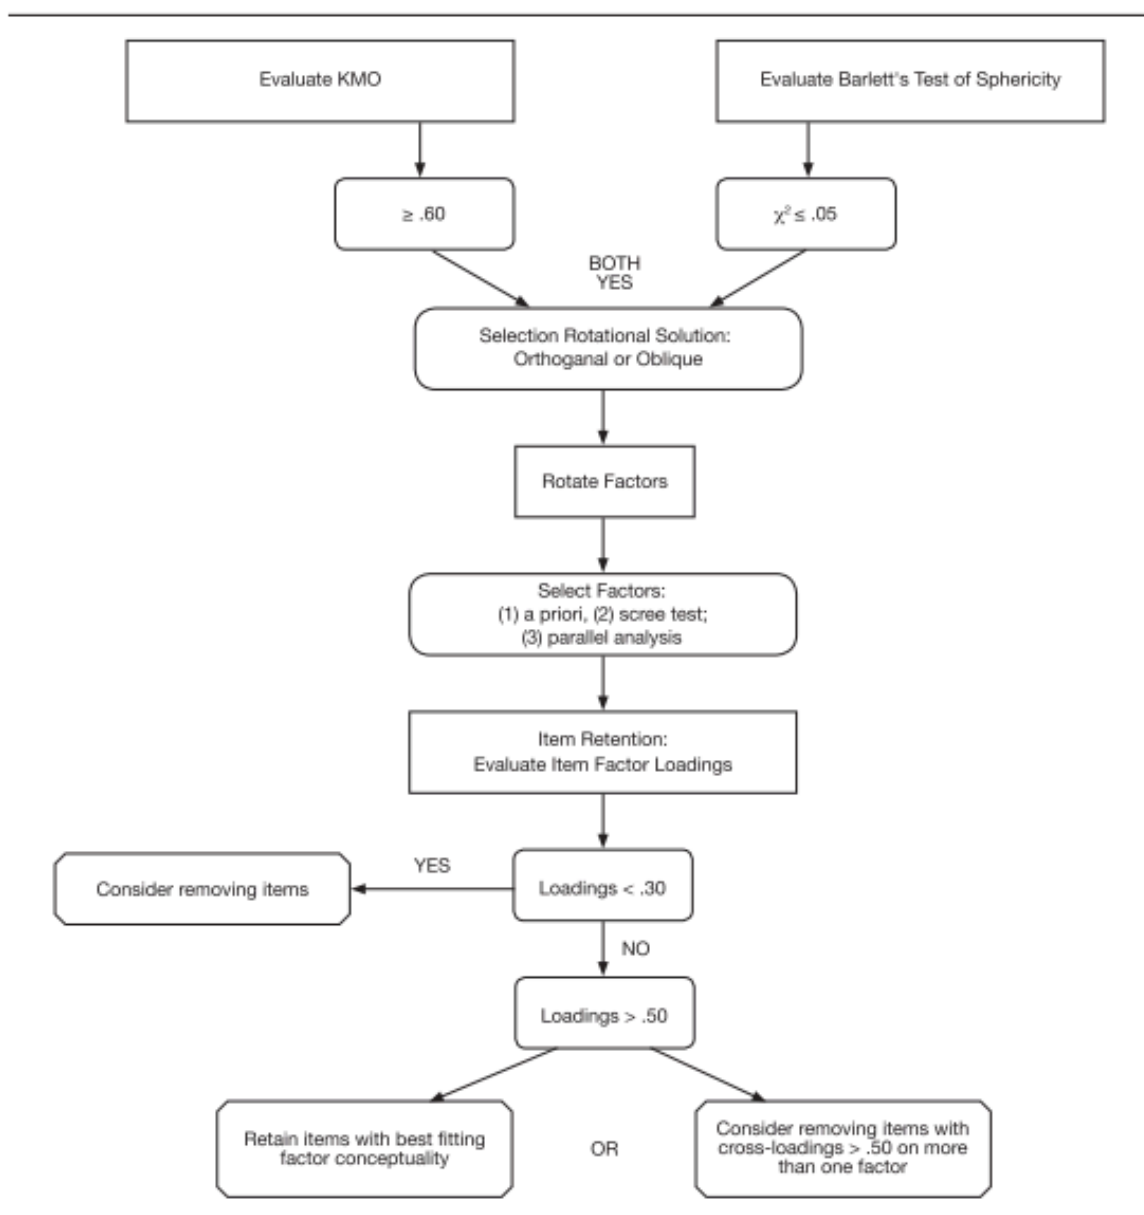 Evaluate KMO
Evaluate Barlett's Test of Sphericity
≥ .60
χ² ≤ .05
BOTH
YES
Selection Rotational Solution:
Orthoganal or Oblique
Rotate Factors
Select Factors:
(1) a priori, (2) scree test;
(3) parallel analysis
Item Retention:
Evaluate Item Factor Loadings
YES
Consider removing items
Loadings < .30
NO
Loadings > .50
Retain items with best fitting
factor conceptuality
OR
Consider removing items with
cross-loadings > .50 on more
than one factor